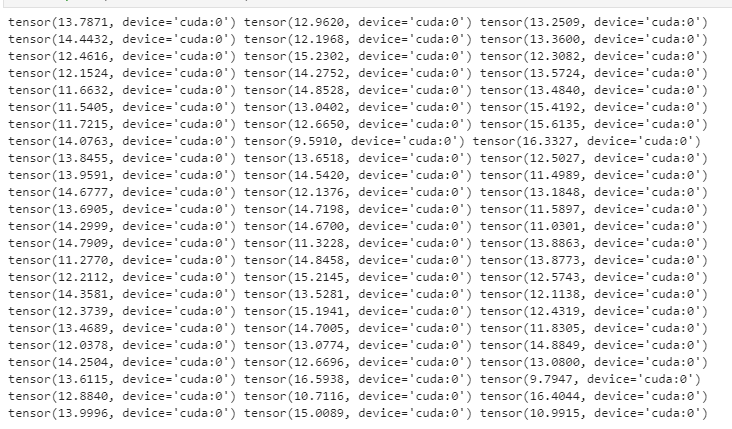 tensor(13.7871, device='cuda:0') tensor(12.9620, device='cuda:0') tensor(13.2509, device='cuda:0')
tensor(14.4432, device='cuda:0') tensor(12.1968, device='cuda:0') tensor(13.3600, device='cuda:0')
tensor(12.4616, device='cuda:0') tensor(15.2302, device='cuda:0') tensor(12.3082, device='cuda:0')
tensor(12.1524, device='cuda:0') tensor(14.2752, device='cuda:0') tensor(13.5724, device='cuda:0')
tensor(11.6632, device='cuda:0') tensor(14.8528, device='cuda:0') tensor(13.4840, device='cuda:0')
tensor(11.5405, device='cuda:0') tensor(13.0402, device='cuda:0') tensor(15.4192, device='cuda:0')
tensor(11.7215, device='cuda:0') tensor(12.6650, device='cuda:0') tensor(15.6135, device='cuda:0')
tensor(14.0763, device='cuda:0') tensor(9.5910, device='cuda:0') tensor(16.3327, device='cuda:0')
tensor(13.8455, device='cuda:0') tensor(13.6518, device='cuda:0') tensor(12.5027, device='cuda:0')
tensor(13.9591, device='cuda:0') tensor(14.5420, device='cuda:0') tensor(11.4989, device='cuda:0')
tensor(14.6777, device='cuda:0') tensor(12.1376, device='cuda:0') tensor(13.1848, device='cuda:0')
tensor(13.6905, device='cuda:0') tensor(14.7198, device='cuda:0') tensor(11.5897, device='cuda:0')
tensor(14.2999, device='cuda:0') tensor(14.6700, device='cuda:0') tensor(11.0301, device='cuda:0')
tensor(14.7909, device='cuda:0') tensor(11.3228, device='cuda:0') tensor(13.8863, device='cuda:0')
tensor(11.2770, device='cuda:0') tensor(14.8458, device='cuda:0') tensor(13.8773, device='cuda:0')
tensor(12.2112, device='cuda:0') tensor(15.2145, device='cuda:0') tensor(12.5743, device='cuda:0')
tensor(14.3581, device='cuda:0') tensor(13.5281, device='cuda:0') tensor(12.1138, device='cuda:0')
tensor(12.3739, device='cuda:0') tensor(15.1941, device='cuda:0') tensor(12.4319, device='cuda:0')
tensor(13.4689, device='cuda:0') tensor(14.7005, device='cuda:0') tensor(11.8305, device='cuda:0')
tensor(12.0378, device='cuda:0') tensor(13.0774, device='cuda:0') tensor(14.8849, device='cuda:0')
tensor(14.2504, device='cuda:0') tensor(12.6696, device='cuda:0') tensor(13.0800, device='cuda:0')
tensor(13.6115, device='cuda:0') tensor(16.5938, device='cuda:0') tensor(9.7947, device='cuda:0')
tensor(12.8840, device='cuda:0') tensor(10.7116, device='cuda:0') tensor(16.4044, device='cuda:0')
tensor(13.9996, device='cuda:0') tensor(15.0089, device='cuda:0') tensor(10.9915, device='cuda:0')